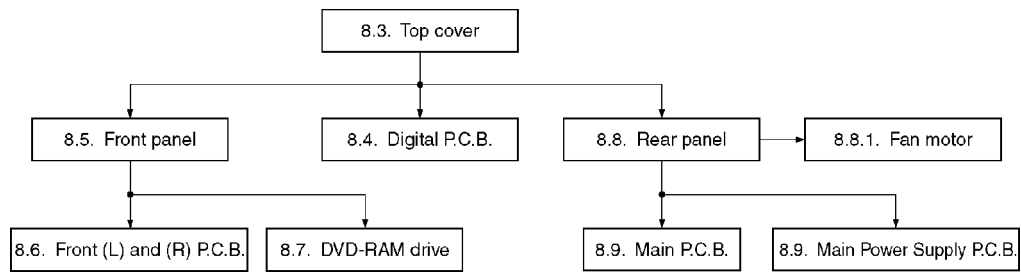 8.3. Top cover
8.5. Front panel
8.4. Digital P.C.B.
8.8. Rear panel
8.8.1. Fan motor
8.6. Front (L) and (R) P.C.B.
8.7. DVD-RAM drive
8.9. Main P.C.B.
8.9. Main Power Supply P.C.B.